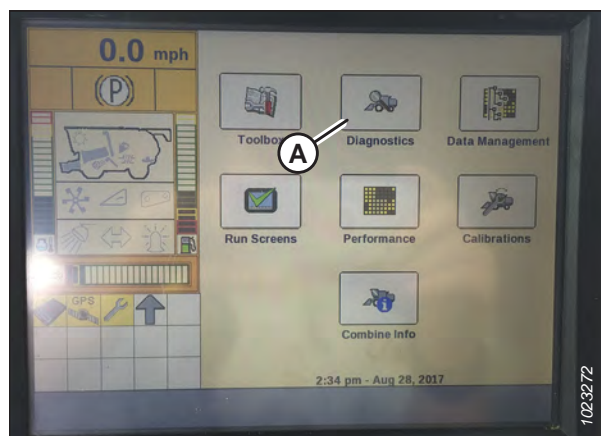 0.0 mph
(P)
Toolbox
A
Diagnostics
Data Management
Run Screens
Performance
Calibrations
GPS
Combine Info
2:34 pm - Aug 28, 2017
1023272